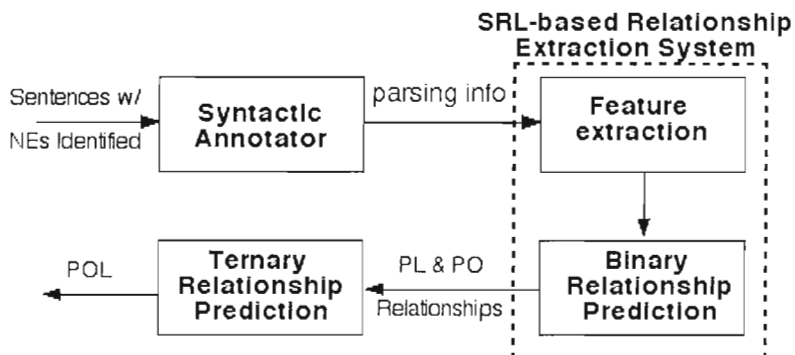 SRL-based Relationship
Extraction System
Sentences w/
NEs Identified
Syntactic
Annotator
parsing info
Feature
extraction
POL
Ternary
Relationship
Prediction
PL & PO
Relationships
Binary
Relationship
Prediction